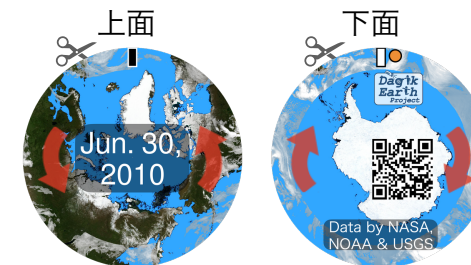 上面
下面
Jun. 30,
2010
Dagik
Earth
Project
Data by NASA,
NOAA & USGS